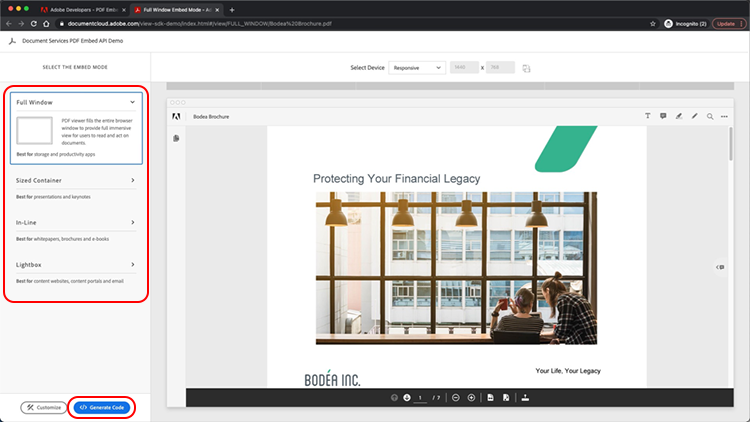 Adobe Developers - PDF Emb
Full Window Embed Mode - Ad
documentcloud.adobe.com/view-sdk-demo/index.html#/view/FULL_WINDOW/Bodea%20Brochure.pdf
Incognito (2)
Update
Document Services PDF Embed API Demo
SELECT THE EMBED MODE
Select Device
Responsive
1430
x
768
Full Window
PDF viewer fills the entire browser
window to provide full immersive
view for users to read and act on
documents.
Best for storage and productivity apps
Sized Container
Best for presentations and keynotes
In-Line
Best for whitepapers, brochures and e-books
Lightbox
Best for content websites, content portals and email
Customize
Generate Code
Bodea Brochure
Protecting Your Financial Legacy
BODÉA INC.
Your Life, Your Legacy
1 / 7